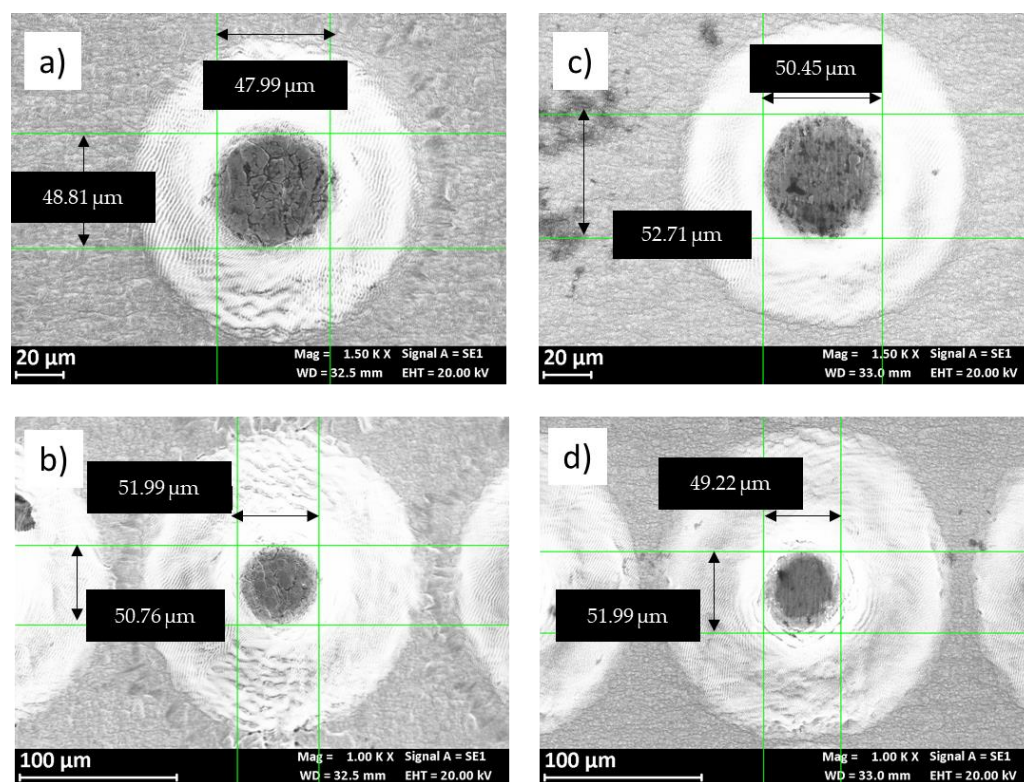 a)
47.99 µm
48.81 µm
20 µm
Mag = 1.50 K X Signal A = SE1
WD = 32.5 mm EHT = 20.00 kV
c)
50.45 µm
52.71 µm
20 µm
Mag = 1.50 K X Signal A = SE1
WD = 33.0 mm EHT = 20.00 kV
b)
51.99 µm
50.76 µm
100 µm
Mag = 1.00 K X Signal A = SE1
WD = 32.5 mm EHT = 20.00 kV
d)
49.22 µm
51.99 µm
100 µm
Mag = 1.00 K X Signal A = SE1
WD = 33.0 mm EHT = 20.00 kV